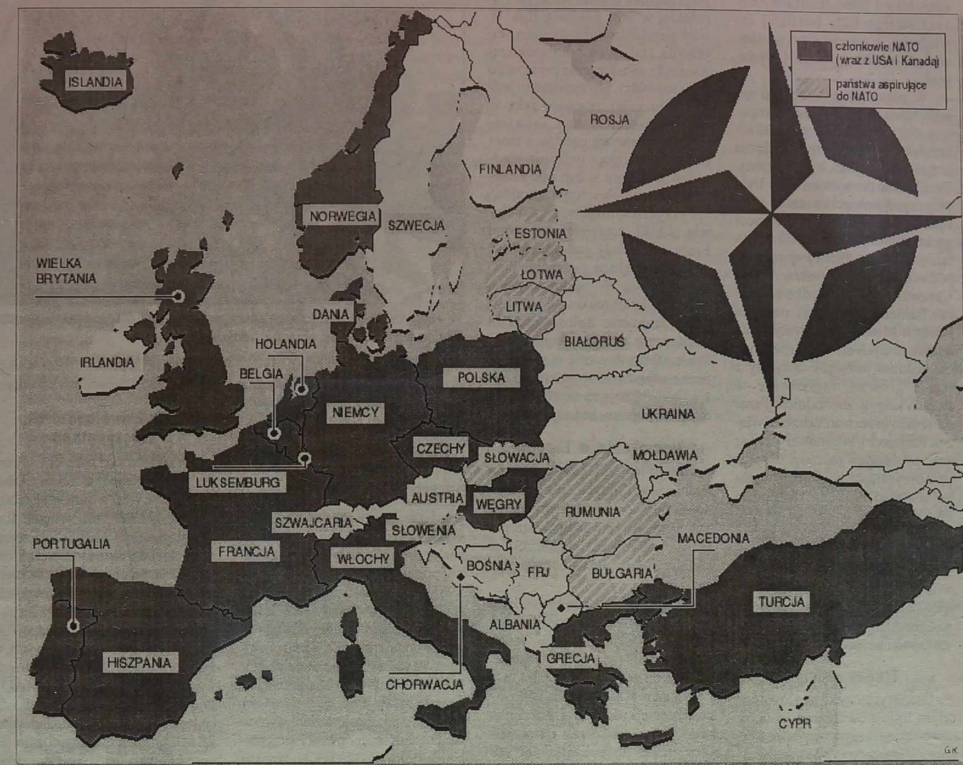 członkowie NATO
(wraz z USA i Kanadą)
państwa aspirujące
do NATO
ISLANDIA
ROSJA
FINLANDIA
NORWEGIA
SZWECJA
ESTONIA
ŁOTWA
LITWA
WIELKA
BRYTANIA
DANIA
BIAŁORUŚ
HOLANDIA
IRLANDIA
BELGIA
POLSKA
NIEMCY
UKRAINA
CZECHY
SŁOWACJA
MOŁDAWIA
LUKSEMBURG
AUSTRIA
WĘGRY
RUMUNIA
SZWAJCARIA
SŁOWENIA
MACEDONIA
PORTUGALIA
FRANCJA
WŁOCHY
BOŚNIA
FRJ
BUŁGARIA
TURCJA
ALBANIA
HISZPANIA
GRECJA
CHORWACJA
CYPR
GK